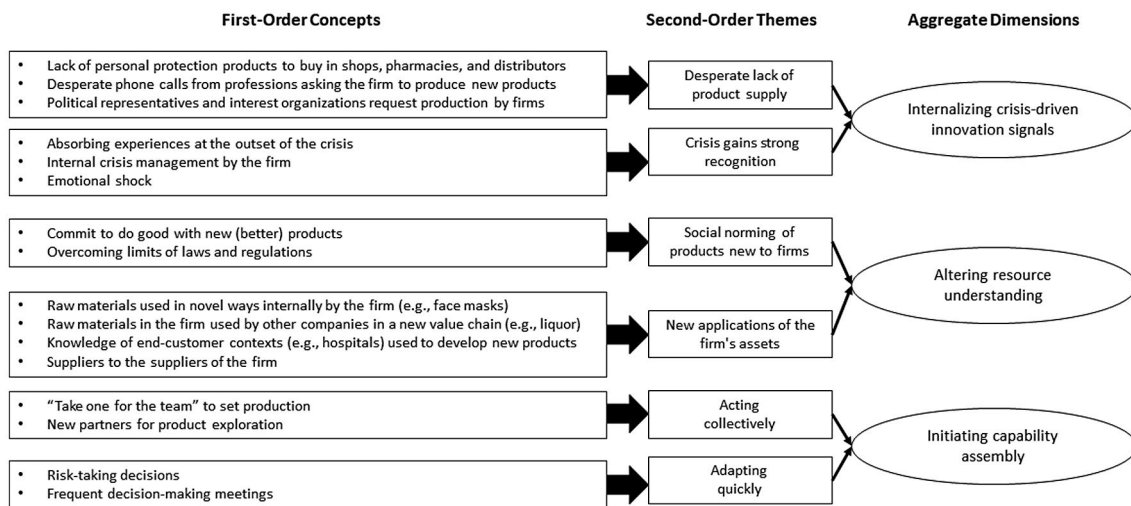 First-Order Concepts
Second-Order Themes
Aggregate Dimensions
• Lack of personal protection products to buy in shops, pharmacies, and distributors
• Desperate phone calls from professions asking the firm to produce new products
• Political representatives and interest organizations request production by firms
Desperate lack of
product supply
• Absorbing experiences at the outset of the crisis
• Internal crisis management by the firm
• Emotional shock
Crisis gains strong
recognition
Internalizing crisis-driven
innovation signals
• Commit to do good with new (better) products
• Overcoming limits of laws and regulations
Social norming of
products new to firms
• Raw materials used in novel ways internally by the firm (e.g., face masks)
• Raw materials in the firm used by other companies in a new value chain (e.g., liquor)
• Knowledge of end-customer contexts (e.g., hospitals) used to develop new products
• Suppliers to the suppliers of the firm
New applications of the
firm's assets
Altering resource
understanding
• “Take one for the team” to set production
• New partners for product exploration
Acting
collectively
• Risk-taking decisions
• Frequent decision-making meetings
Adapting
quickly
Initiating capability
assembly